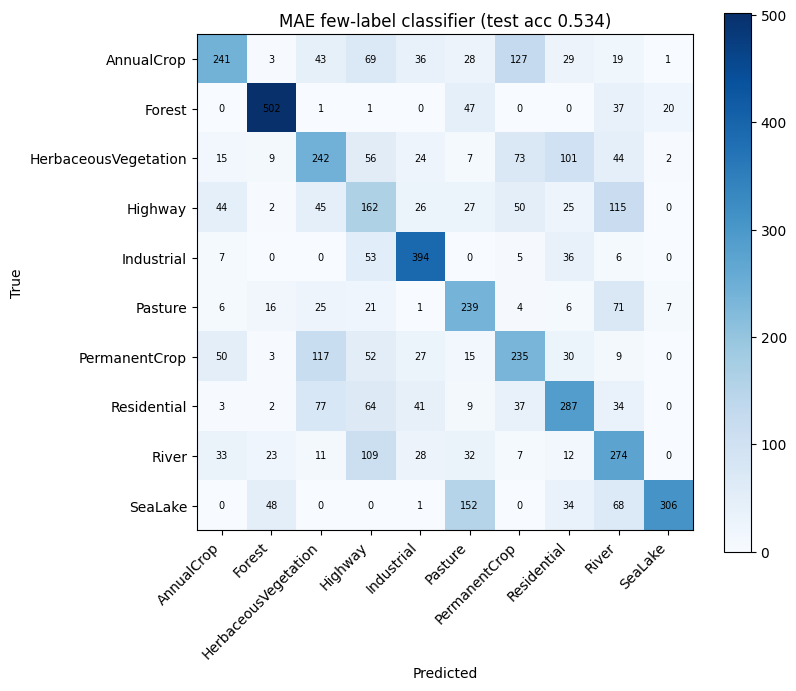 MAE few-label classifier (test acc 0.534)
AnnualCrop 241 3 43 69 36 28 127 29 19 1
Forest 0 502 1 1 0 47 0 0 37 20
HerbaceousVegetation 15 9 242 56 24 7 73 101 44 2
Highway 44 2 45 162 26 27 50 25 115 0
Industrial 7 0 0 53 394 0 5 36 6 0
Pasture 6 16 25 21 1 239 4 6 71 7
PermanentCrop 50 3 117 52 27 15 235 30 9 0
Residential 3 2 77 64 41 9 37 287 34 0
River 33 23 11 109 28 32 7 12 274 0
SeaLake 0 48 0 0 1 152 0 34 68 306
True
AnnualCrop
Forest
HerbaceousVegetation
Highway
Industrial
Pasture
PermanentCrop
Residential
River
SeaLake
Predicted
500
400
300
200
100
0